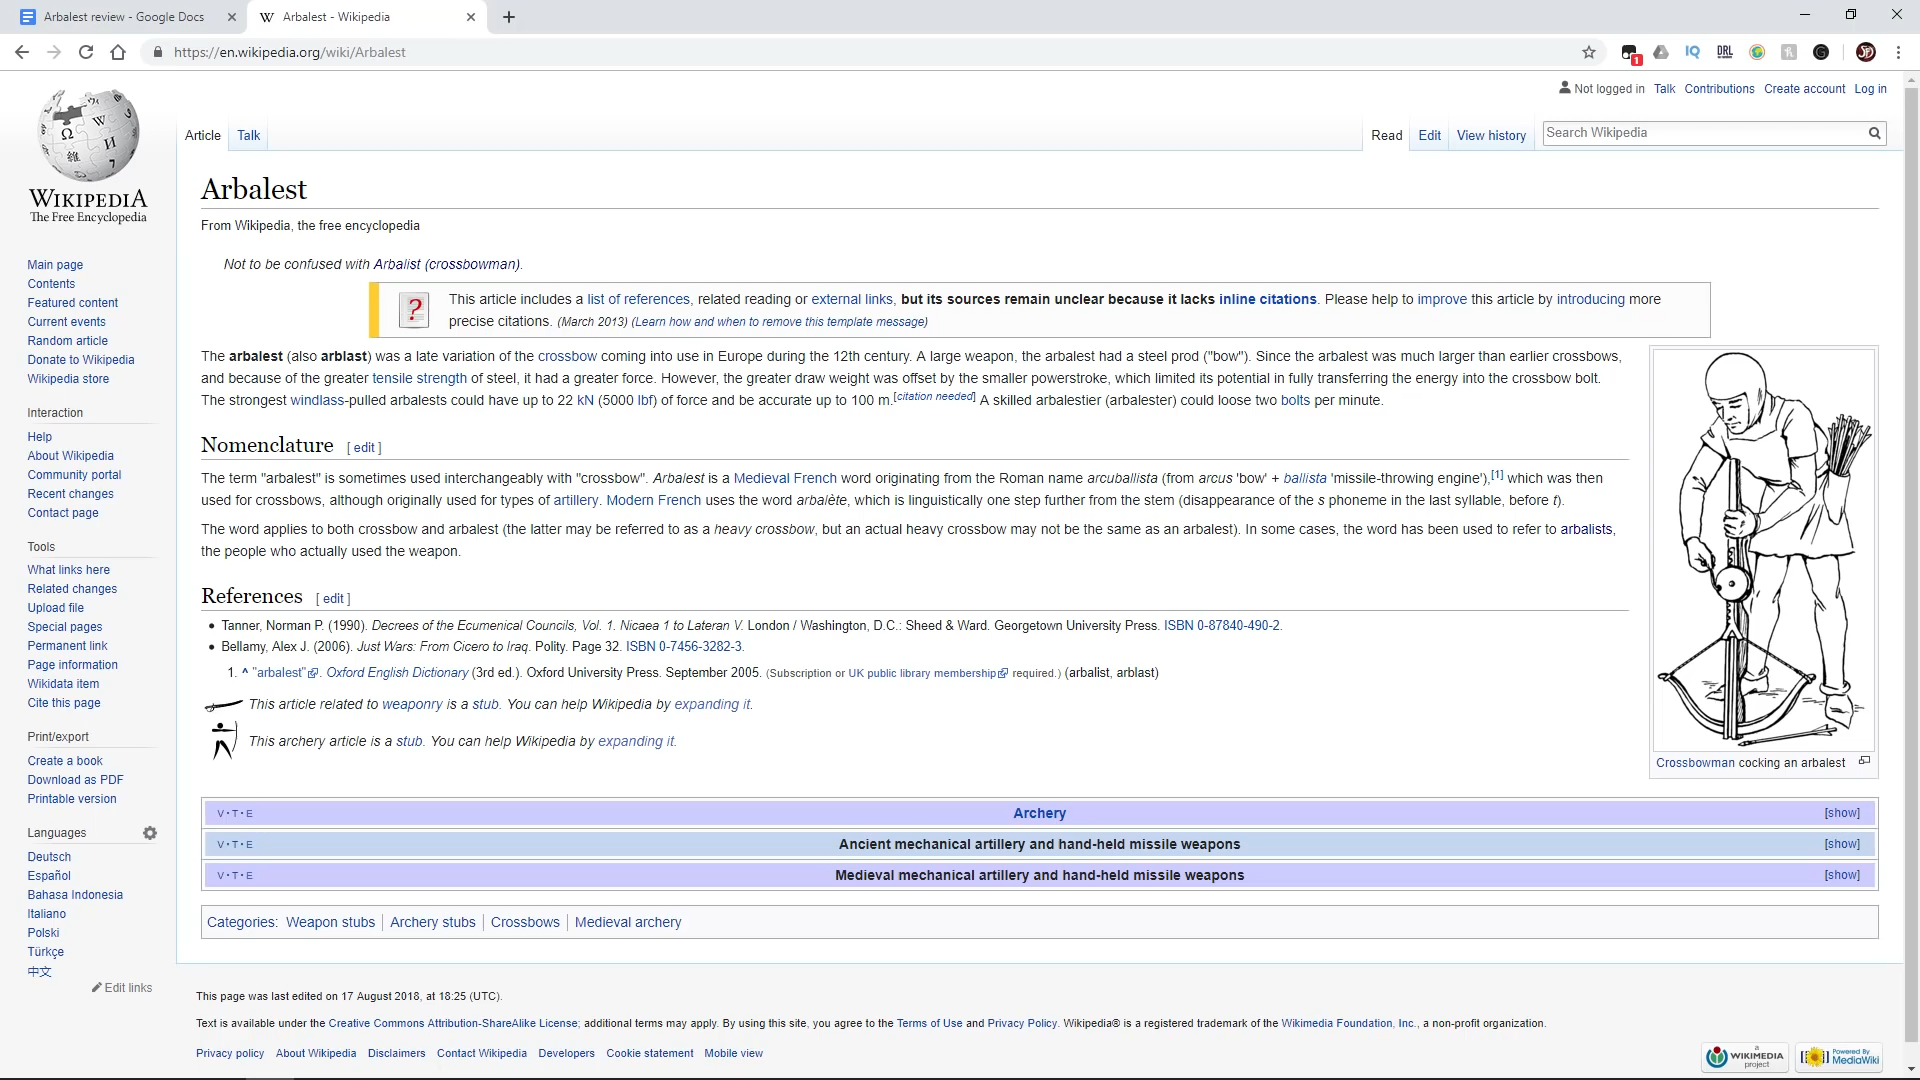 Arbalest review - Google Docs
Arbalest - Wikipedia
https://en.wikipedia.org/wiki/Arbalest
1
IQ
DRL
Not logged in Talk Contributions Create account Log in
WIKIPEDIA
The Free Encyclopedia
Article Talk
Read Edit View history
Search Wikipedia
Arbalest
From Wikipedia, the free encyclopedia
Not to be confused with Arbalist (crossbowman).
This article includes a list of references, related reading or external links, but its sources remain unclear because it lacks inline citations. Please help to improve this article by introducing more
precise citations. (March 2013) (Learn how and when to remove this template message)
The arbalest (also arblast) was a late variation of the crossbow coming into use in Europe during the 12th century. A large weapon, the arbalest had a steel prod ("bow"). Since the arbalest was much larger than earlier crossbows,
and because of the greater tensile strength of steel, it had a greater force. However, the greater draw weight was offset by the smaller powerstroke, which limited its potential in fully transferring the energy into the crossbow bolt.
The strongest windlass-pulled arbalests could have up to 22 kN (5000 lbf) of force and be accurate up to 100 m.[citation needed] A skilled arbalestier (arbalester) could loose two bolts per minute.
Nomenclature [ edit ]
The term "arbalest" is sometimes used interchangeably with "crossbow". Arbalest is a Medieval French word originating from the Roman name arcuballista (from arcus 'bow' + ballista 'missile-throwing engine'),[1] which was then
used for crossbows, although originally used for types of artillery. Modern French uses the word arbalète, which is linguistically one step further from the stem (disappearance of the s phoneme in the last syllable, before t).
The word applies to both crossbow and arbalest (the latter may be referred to as a heavy crossbow, but an actual heavy crossbow may not be the same as an arbalest). In some cases, the word has been used to refer to arbalists,
the people who actually used the weapon.
References [ edit ]
• Tanner, Norman P. (1990). Decrees of the Ecumenical Councils, Vol. 1. Nicaea 1 to Lateran V. London / Washington, D.C.: Sheed & Ward. Georgetown University Press. ISBN 0-87840-490-2.
• Bellamy, Alex J. (2006). Just Wars: From Cicero to Iraq. Polity. Page 32. ISBN 0-7456-3282-3.
1. ^ "arbalest". Oxford English Dictionary (3rd ed.). Oxford University Press. September 2005. (Subscription or UK public library membership required.) (arbalist, arblast)
This article related to weaponry is a stub. You can help Wikipedia by expanding it.
This archery article is a stub. You can help Wikipedia by expanding it.
Crossbowman cocking an arbalest
V · T · E Archery [show]
V · T · E Ancient mechanical artillery and hand-held missile weapons [show]
V · T · E Medieval mechanical artillery and hand-held missile weapons [show]
Categories: Weapon stubs | Archery stubs | Crossbows | Medieval archery
Main page
Contents
Featured content
Current events
Random article
Donate to Wikipedia
Wikipedia store
Interaction
Help
About Wikipedia
Community portal
Recent changes
Contact page
Tools
What links here
Related changes
Upload file
Special pages
Permanent link
Page information
Wikidata item
Cite this page
Print/export
Create a book
Download as PDF
Printable version
Languages
Deutsch
Español
Bahasa Indonesia
Italiano
Polski
Türkçe
中文
Edit links
This page was last edited on 17 August 2018, at 18:25 (UTC).
Text is available under the Creative Commons Attribution-ShareAlike License; additional terms may apply. By using this site, you agree to the Terms of Use and Privacy Policy. Wikipedia® is a registered trademark of the Wikimedia Foundation, Inc., a non-profit organization.
Privacy policy About Wikipedia Disclaimers Contact Wikipedia Developers Cookie statement Mobile view
a
WIKIMEDIA
project
Powered By
MediaWiki